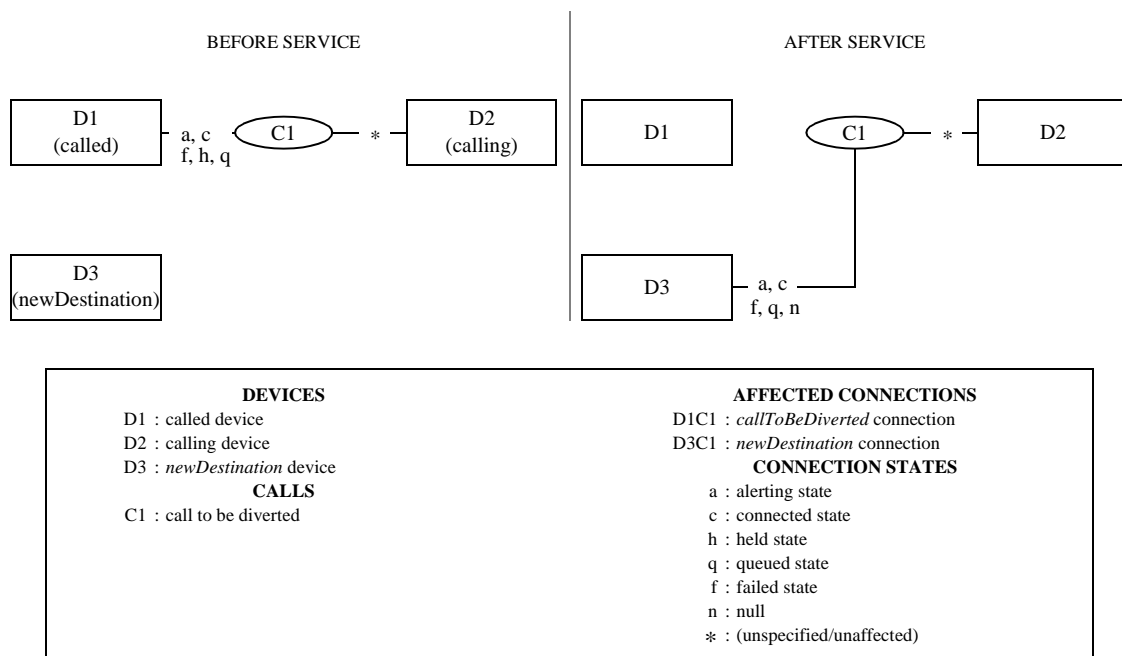 BEFORE SERVICE
AFTER SERVICE
D1
(called)
a, c
f, h, q
C1
*
D2
(calling)
D3
(newDestination)
D1
C1
*
D2
D3
a, c
f, q, n
DEVICES
D1 : called device
D2 : calling device
D3 : newDestination device
CALLS
C1 : call to be diverted
AFFECTED CONNECTIONS
D1C1 : callToBeDiverted connection
D3C1 : newDestination connection
CONNECTION STATES
a : alerting state
c : connected state
h : held state
q : queued state
f : failed state
n : null
* : (unspecified/unaffected)